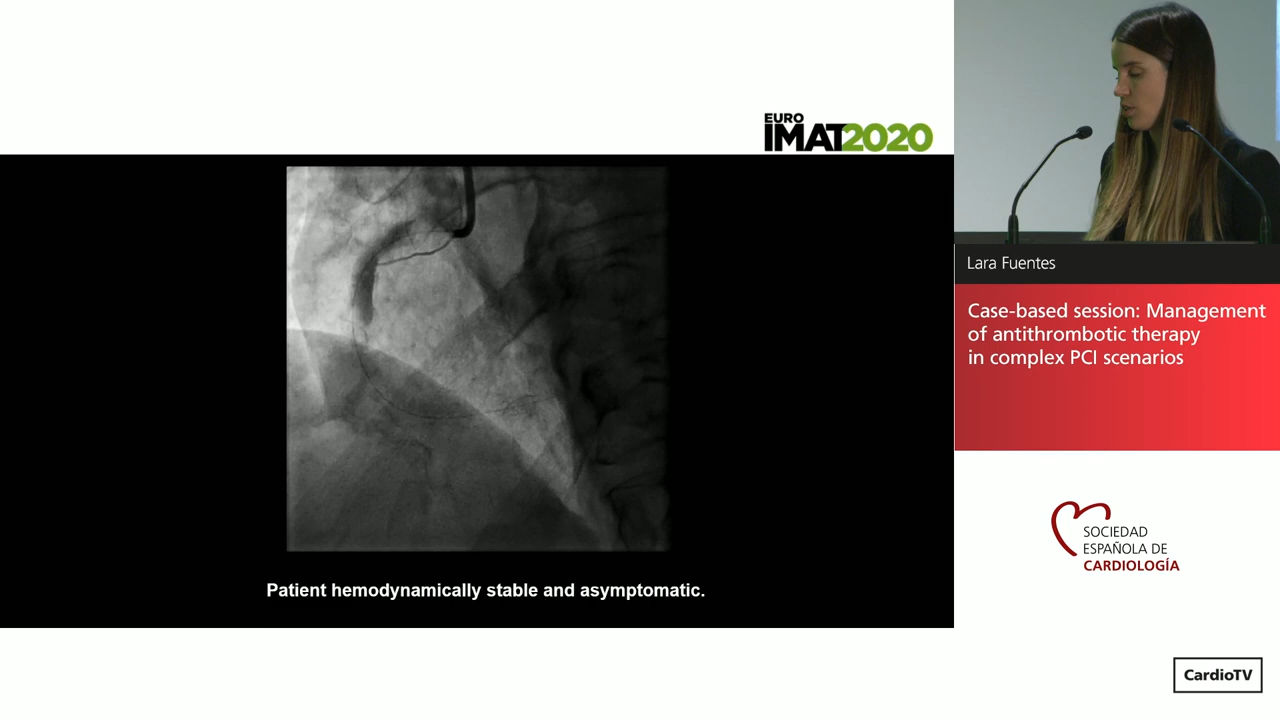 EURO
IMAT2020
Patient hemodynamically stable and asymptomatic.
Lara Fuentes
Case-based session: Management
of antithrombotic therapy
in complex PCI scenarios
SOCIEDAD
ESPAÑOLA DE
CARDIOLOGÍA
CardioTV